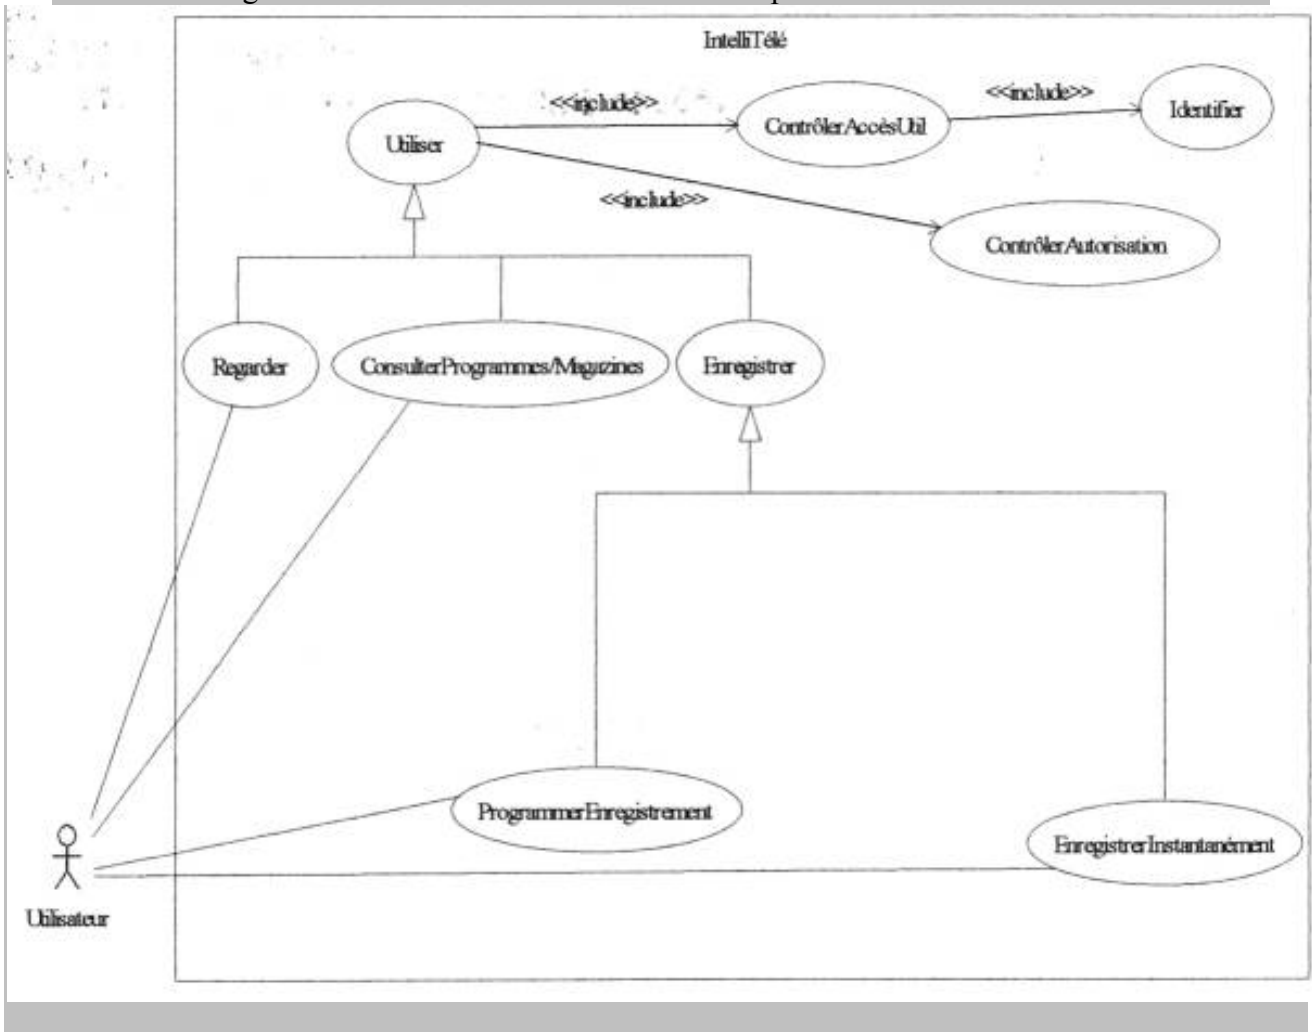 IntelliTélé
<<include>>
<<include>>
Utiliser
ContrôlerAccèsUtil
Identifier
<<include>>
ContrôlerAutorisation
Regarder
ConsulterProgrammes/Magazines
Enregistrer
ProgrammerEnregistrement
EnregistrerInstantanément
Utilisateur